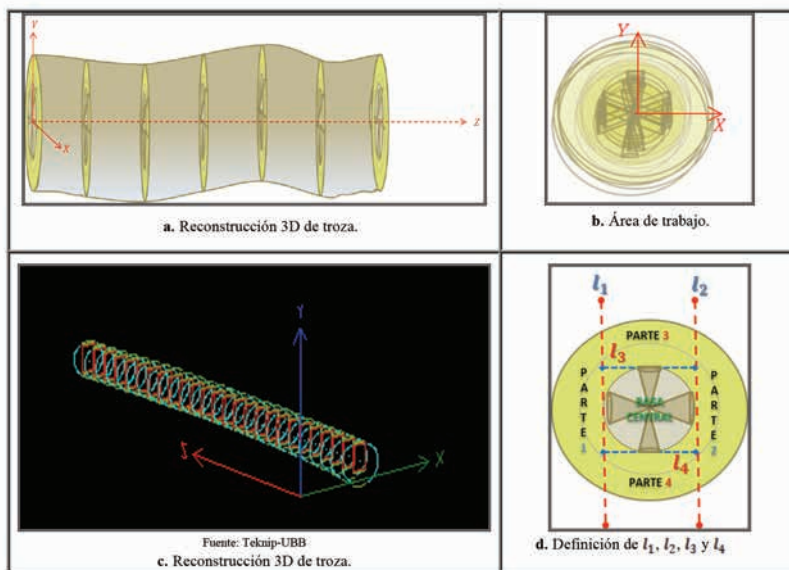 Y
X
Z
a. Reconstrucción 3D de troza.
Y
X
b. Área de trabajo.
Y
X
Fuente: Teknip-UBB
c. Reconstrucción 3D de troza.
l₁
l₂
PARTE 3
l₃
PARTE 1
BASA
CENTRAL
PARTE 2
l₄
PARTE 4
d. Definición de l₁, l₂, l₃ y l₄